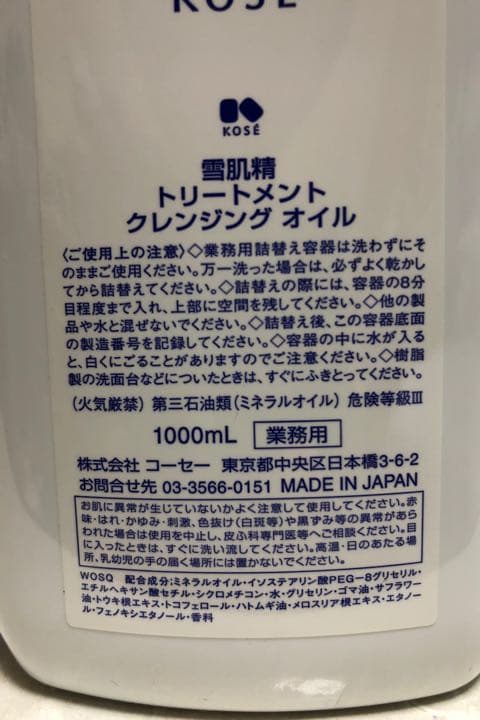 KOSÉ
KOSÉ
雪肌精
トリートメント
クレンジング オイル
〈ご使用上の注意〉◇業務用詰替え容器は洗わずにそ
のままご使用ください。万一洗った場合は、必ずよく乾かし
てから詰替えてください。◇詰替えの際には、容器の8分
目程度まで入れ、上部に空間を残してください。◇他の製
品や水と混ぜないでください。◇詰替え後、この容器底面
の製造番号を記録してください。◇容器の中に水が入る
と、白くにごることがありますのでご注意ください。◇樹脂
製の洗面台などについたときは、すぐにふきとってください。
（火気厳禁）第三石油類（ミネラルオイル）危険等級Ⅲ
1000mL 業務用
株式会社 コーセー 東京都中央区日本橋3-6-2
お問合せ先 03-3566-0151 MADE IN JAPAN
お肌に異常が生じていないかよく注意して使用してください。赤
味・はれ・かゆみ・刺激、色抜け(白斑等)や黒ずみ等の異常があら
われた場合は使用を中止し、皮ふ科専門医等へご相談ください。目
に入ったときは、すぐに洗い流してください。高温・日のあたる場
所、乳幼児の手の届く場所には置かないでください。
WOSQ 配合成分:ミネラルオイル・イソステアリン酸PEG-8グリセリル・
エチルヘキサン酸セチル・シクロメチコン・水・グリセリン・ゴマ油・サフラワー
油・トウキ根エキス・トコフェロール・ハトムギ油・メロスリア根エキス・エタノー
ル・フェノキシエタノール・香料